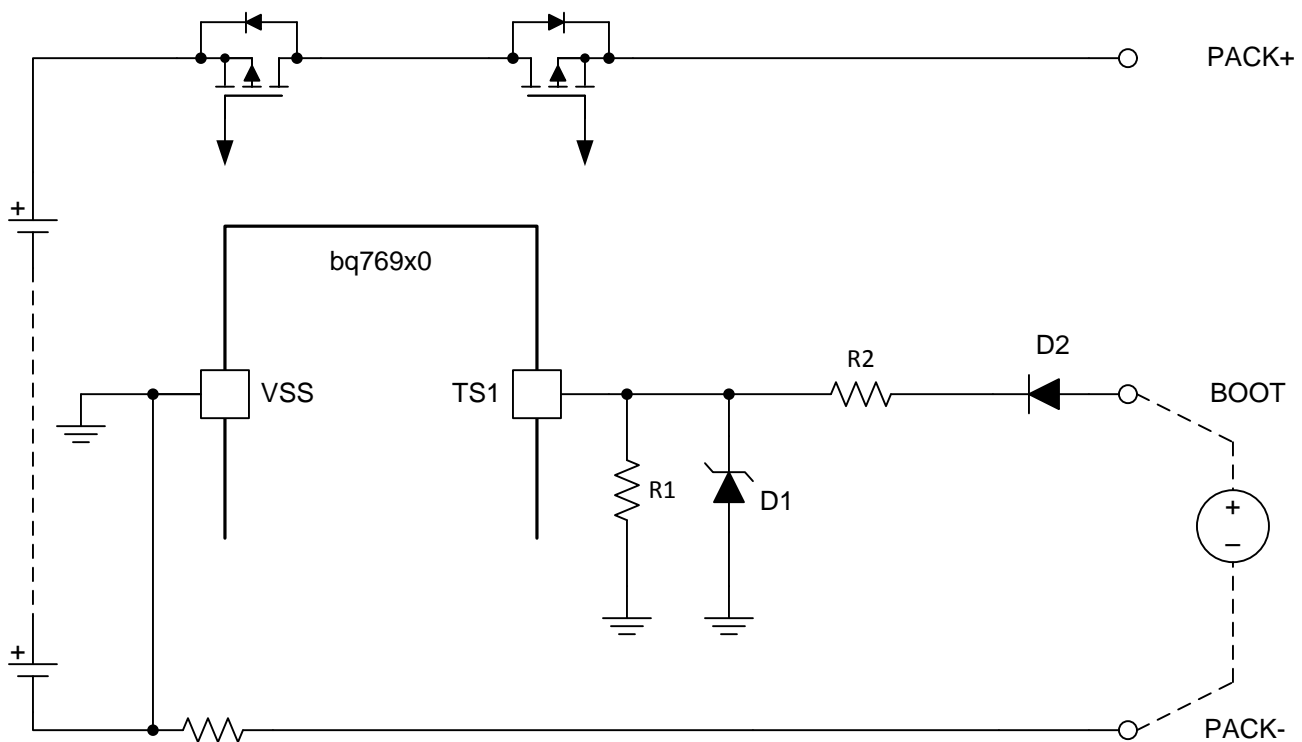 PACK+
+
bq769x0
D2
R2
VSS
TS1
BOOT
R1
D1
+
–
+
PACK-